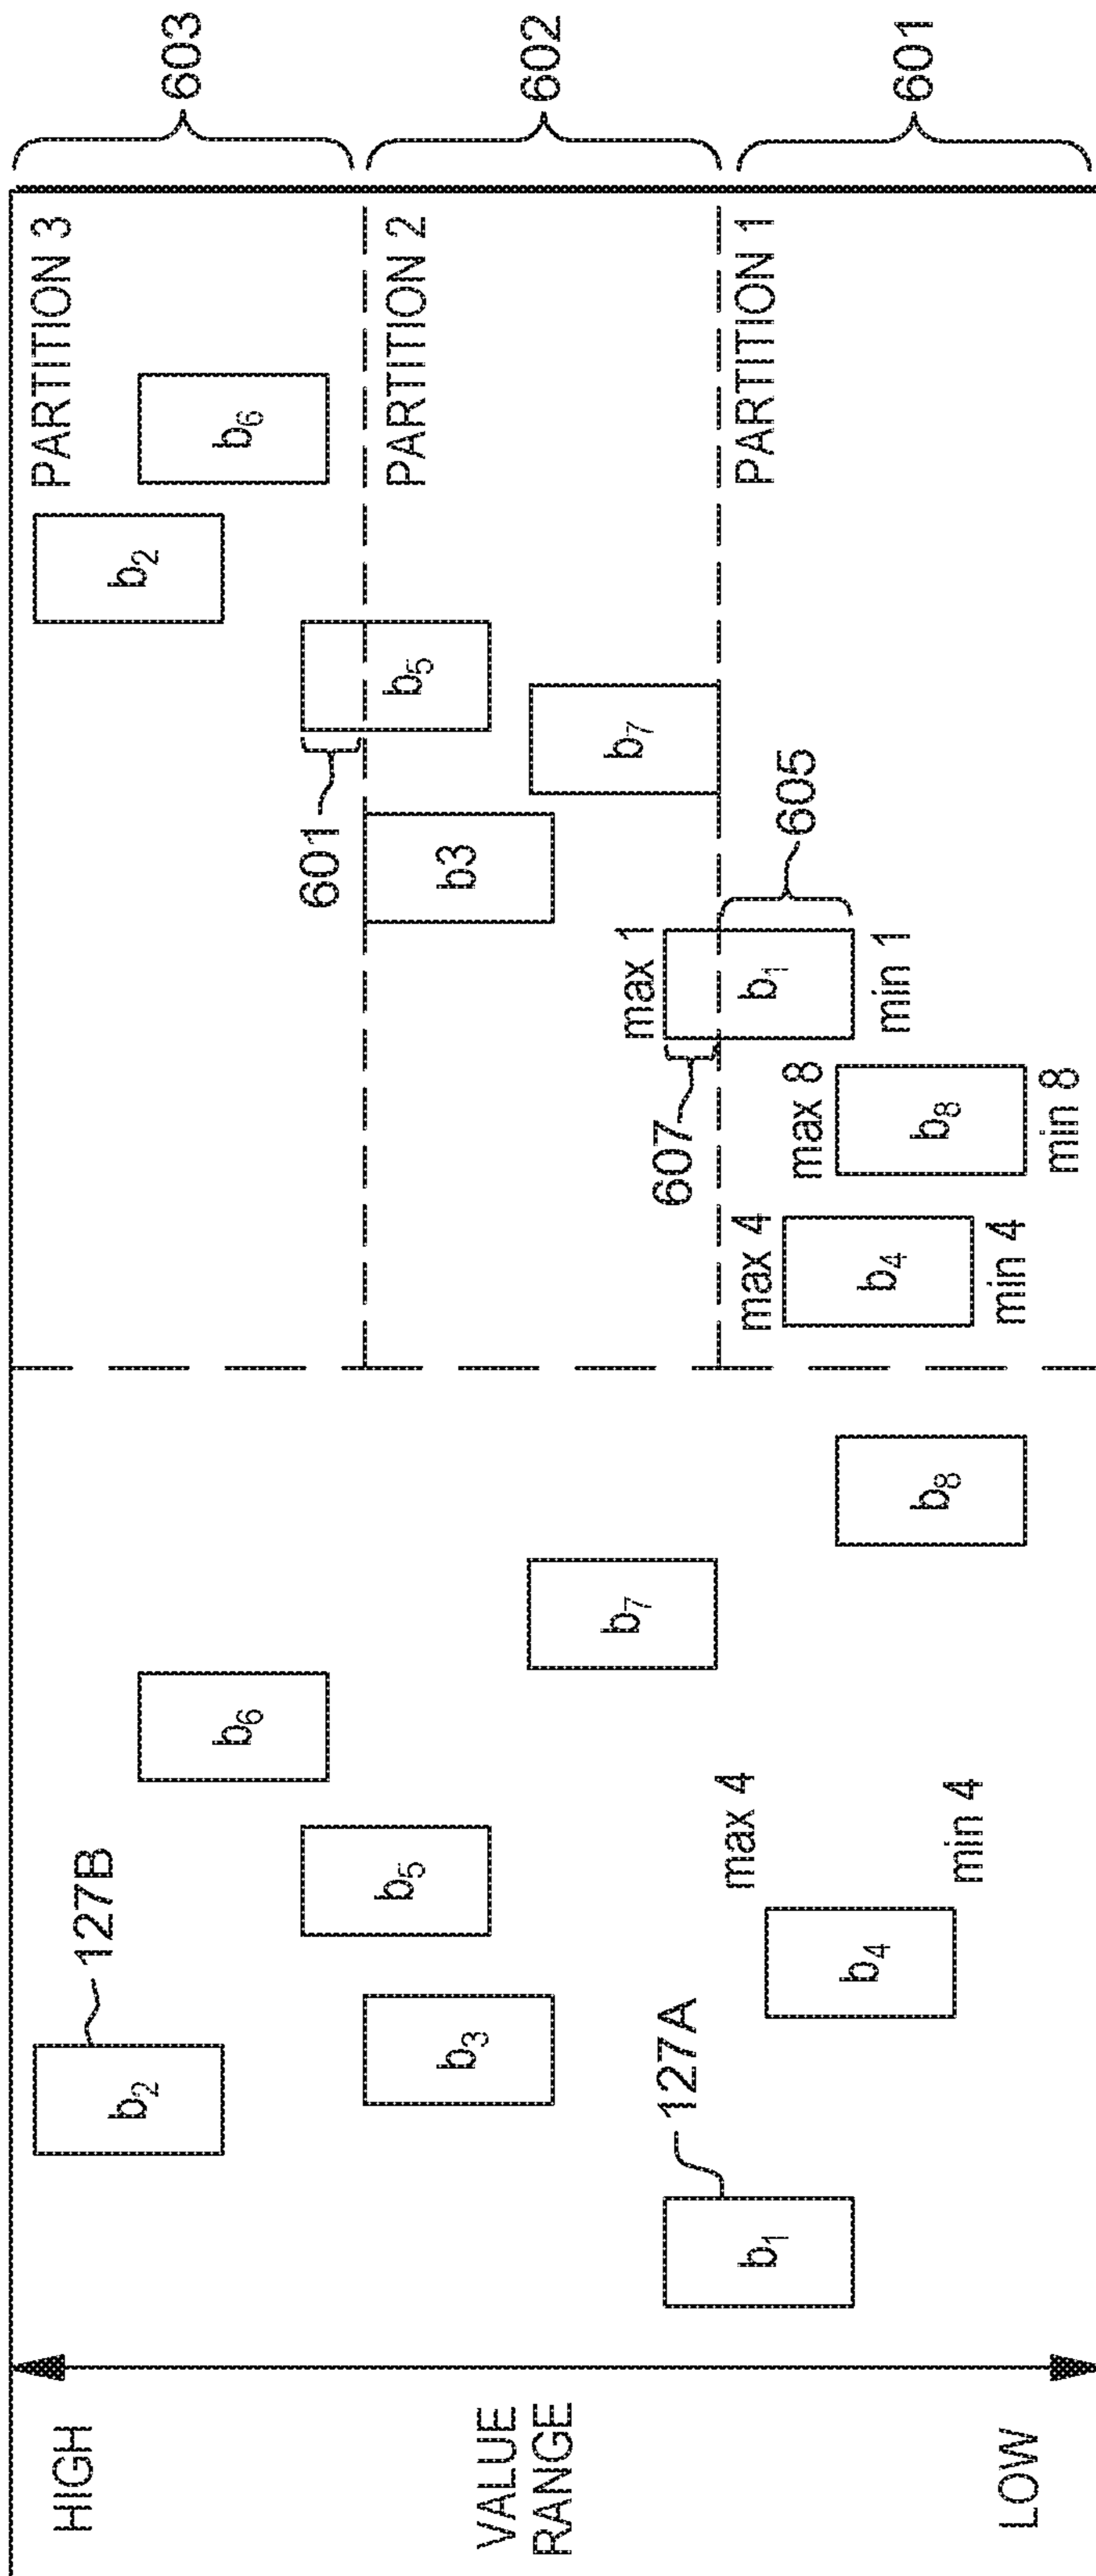 HIGH
VALUE
RANGE
LOW
b₁
127A
b₂
127B
b₃
b₄
max 4
min 4
b₅
b₆
b₇
b₈
max 4
b₄
min 4
max 8
b₈
min 8
607
max 1
b₁
min 1
605
b3
601
b₇
b₅
b₂
b₆
PARTITION 3
PARTITION 2
PARTITION 1
603
602
601